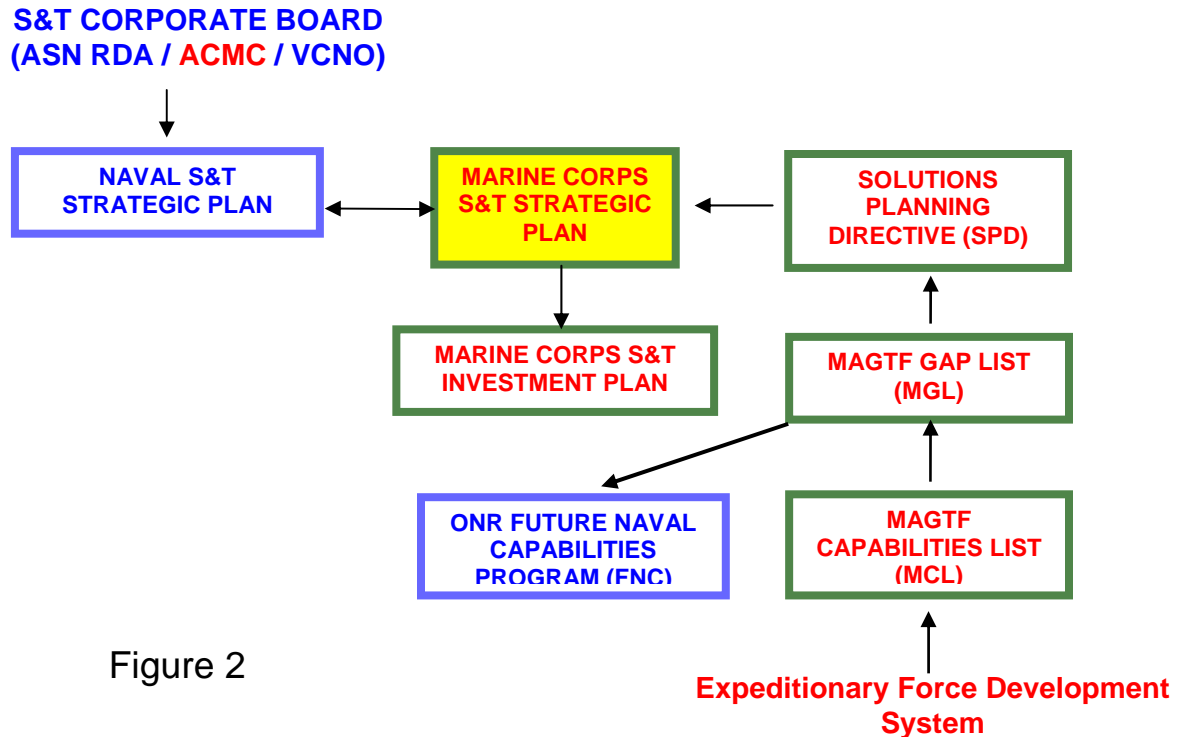 S&T CORPORATE BOARD
(ASN RDA / ACMC / VCNO)
NAVAL S&T
STRATEGIC PLAN
MARINE CORPS
S&T STRATEGIC
PLAN
SOLUTIONS
PLANNING
DIRECTIVE (SPD)
MARINE CORPS S&T
INVESTMENT PLAN
MAGTF GAP LIST
(MGL)
ONR FUTURE NAVAL
CAPABILITIES
PROGRAM (FNC)
MAGTF
CAPABILITIES LIST
(MCL)
Figure 2
Expeditionary Force Development
System